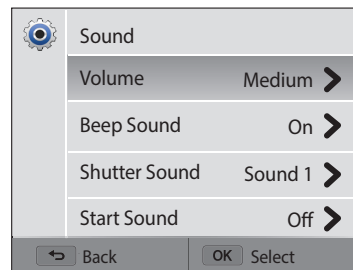 Sound
Volume Medium
Beep Sound On
Shutter Sound Sound 1
Start Sound Off
Back OK Select